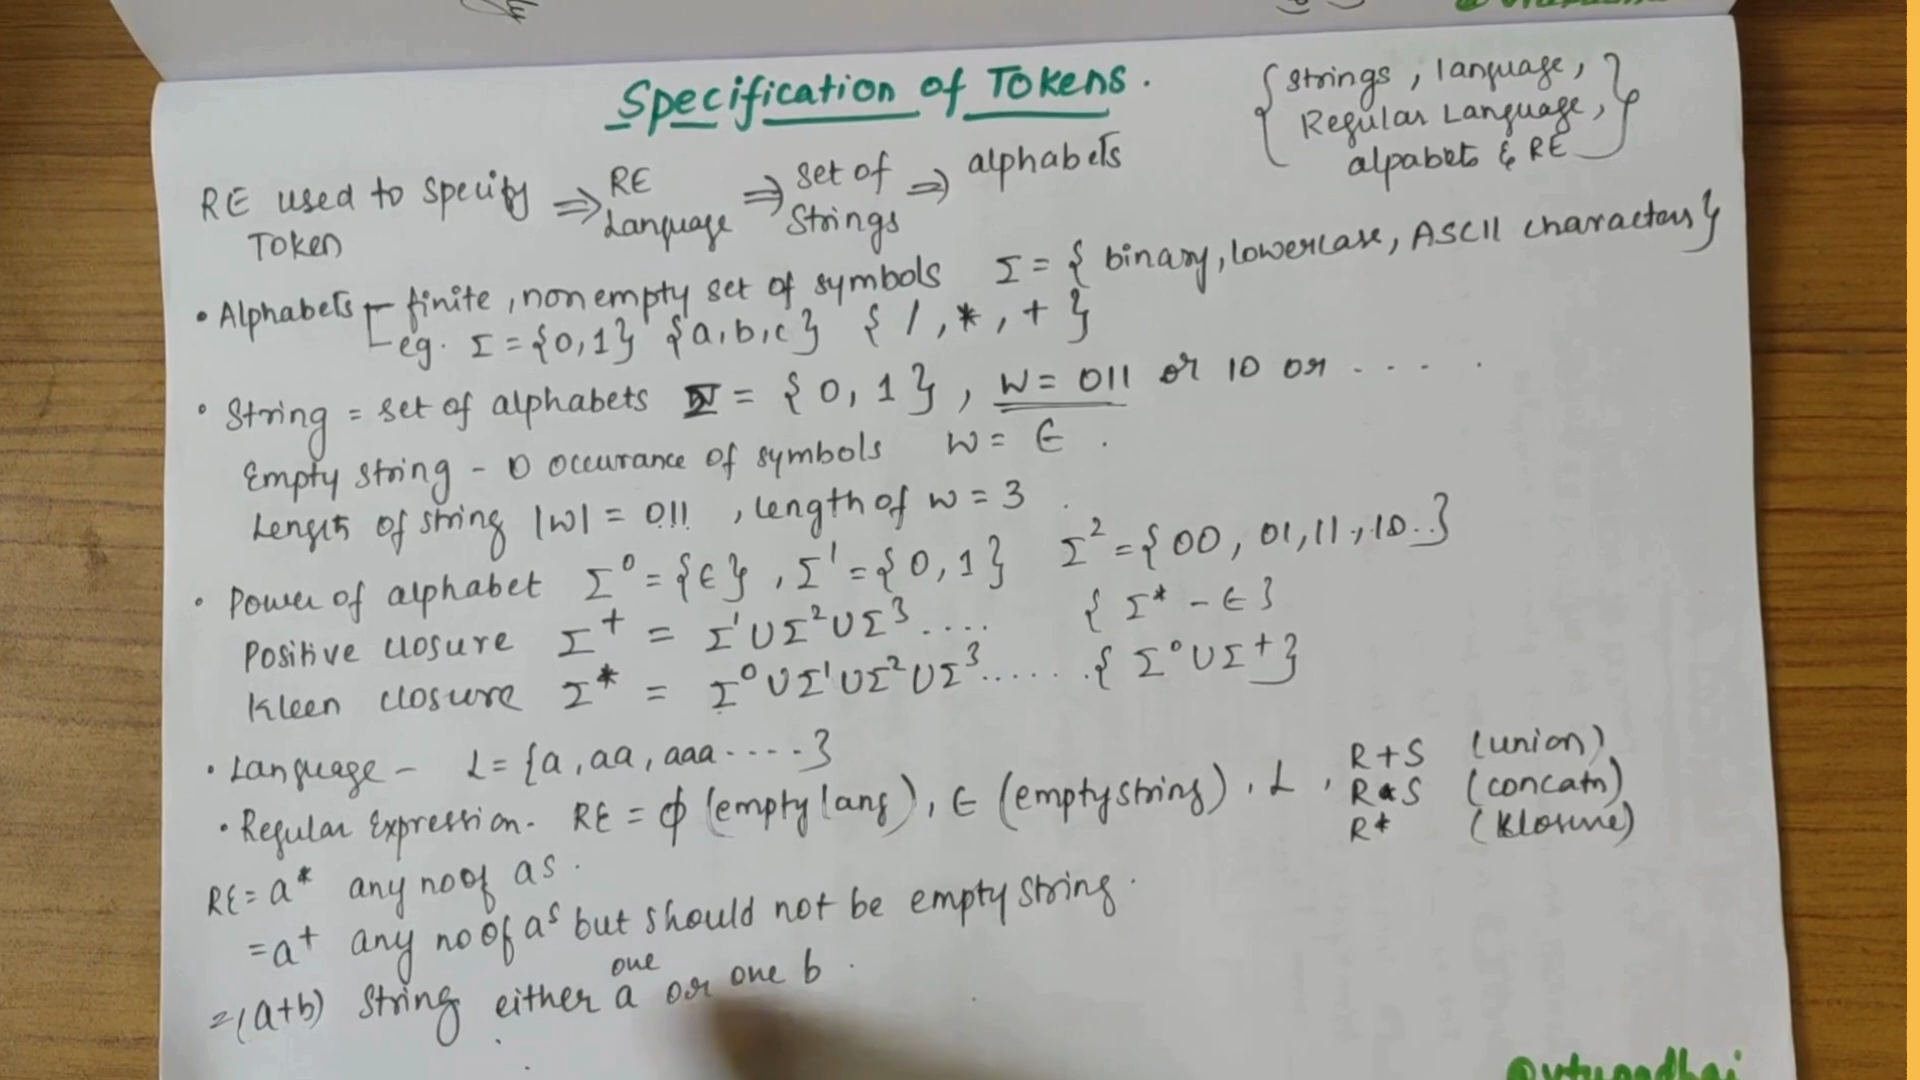 Specification of Tokens.
{ strings, language,
Regular Language,
alpabets & RE }
RE used to specify Token ⇒ RE Language ⇒ set of Strings ⇒ alphabets
• Alphabets - finite, non empty set of symbols Σ = { binary, lowercase, ASCII characters }
eg. Σ = {0,1} {a,b,c} { /, *, + }
• String = set of alphabets Σ = {0, 1}, W = 011 or 10 or . . . . .
Empty string - 0 occurance of symbols w = ϵ .
Length of string |w| = 011 , length of w = 3 .
• Power of alphabet Σ⁰ = {ϵ} , Σ¹ = {0, 1} Σ² = {00, 01, 11, 10..}
Positive closure Σ⁺ = Σ¹ U Σ² U Σ³ . . . . { Σ* - ϵ }
Kleen closure Σ* = Σ⁰ U Σ¹ U Σ² U Σ³ . . . . . . { Σ⁰ U Σ⁺ }
• Language - L = {a, aa, aaa - - - - }
• Regular Expression - RE = ϕ (empty lang), ϵ (empty string), L ,
R+S (union)
R*S (concatn)
R* (Klosure)
RE = a* any no of as .
= a⁺ any no of as but should not be empty string .
= (a+b) String either one a or one b .